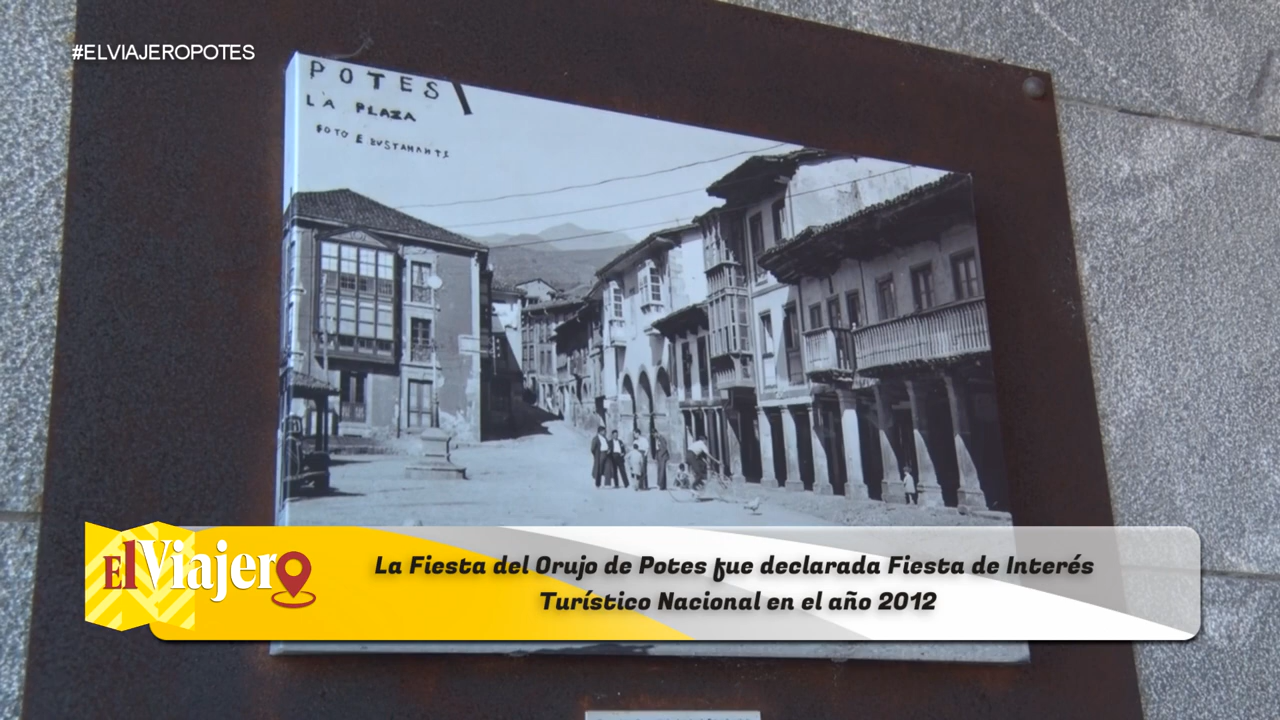 #ELVIAJEROPOTES
POTES
LA PLAZA
FOTO E BUSTAMANTE
El Viajero
La Fiesta del Orujo de Potes fue declarada Fiesta de Interés
Turístico Nacional en el año 2012